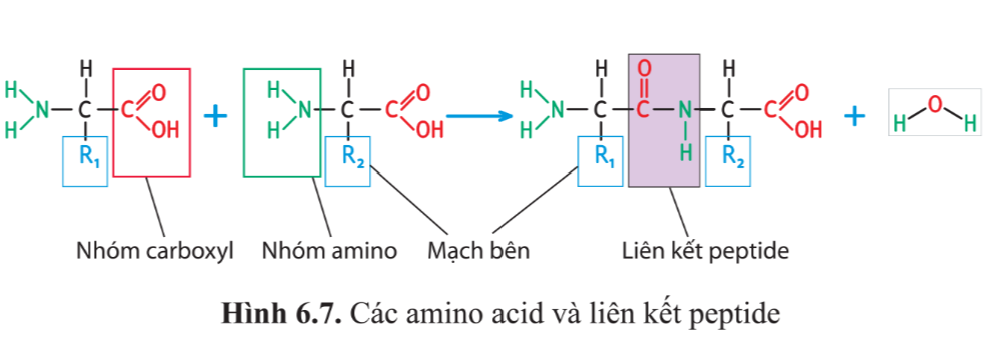 H H O H H O H O H H O
H N C C + H N C C → H N C C N C C + O
H R₁ OH H R₂ OH H R₁ H R₂ OH H H
Nhóm carboxyl Nhóm amino Mạch bên Liên kết peptide
Hình 6.7. Các amino acid và liên kết peptide